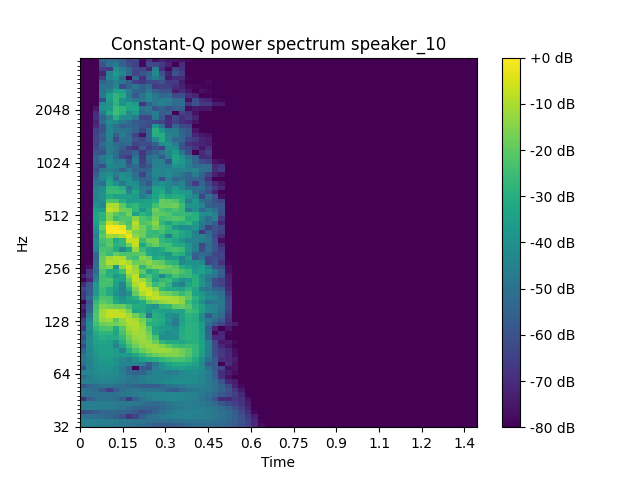 Constant-Q power spectrum speaker_10
Hz
2048
1024
512
256
128
64
32
0 0.15 0.3 0.45 0.6 0.75 0.9 1.1 1.2 1.4
Time
+0 dB
-10 dB
-20 dB
-30 dB
-40 dB
-50 dB
-60 dB
-70 dB
-80 dB